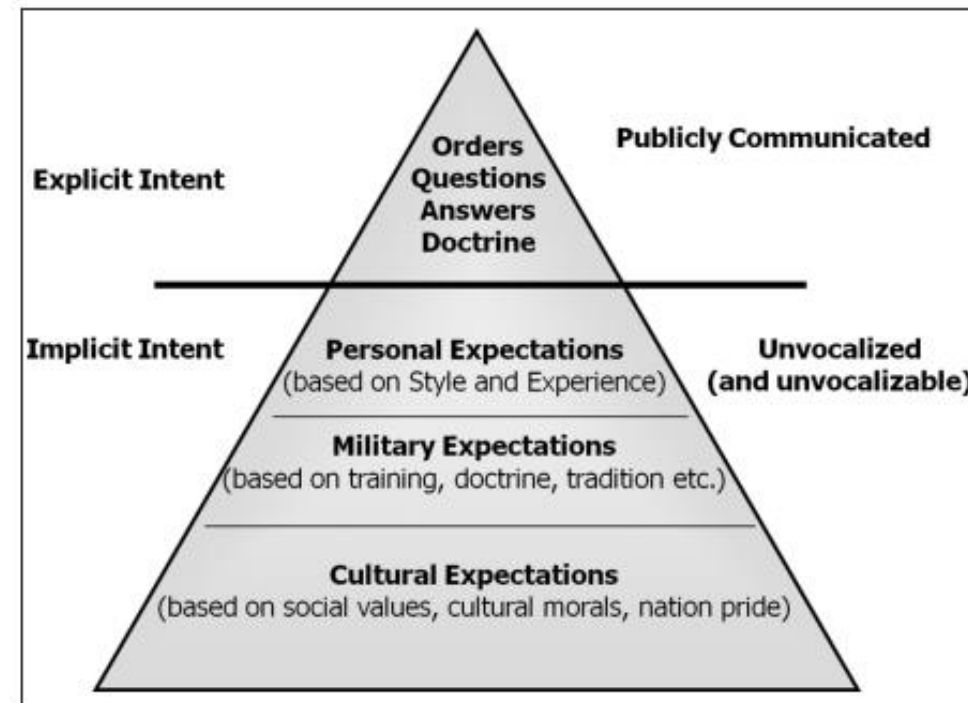 Publicly Communicated
Explicit Intent
Orders
Questions
Answers
Doctrine
Implicit Intent
Personal Expectations
(based on Style and Experience)
Unvocalized
(and unvocalizable)
Military Expectations
(based on training, doctrine, tradition etc.)
Cultural Expectations
(based on social values, cultural morals, nation pride)